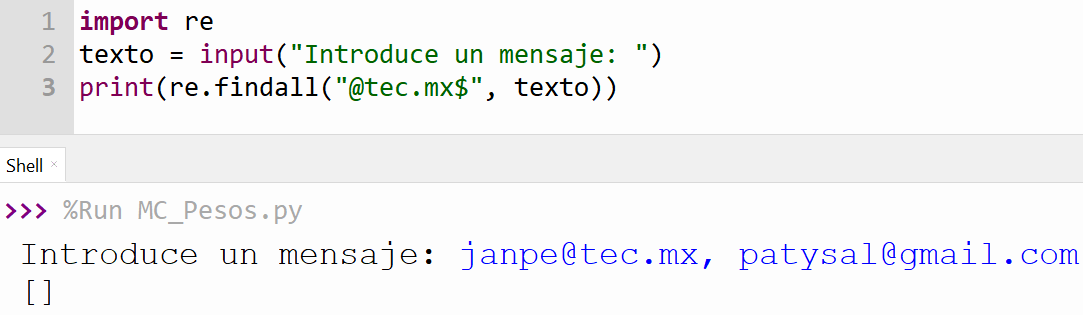 1 import re
2 texto = input("Introduce un mensaje: ")
3 print(re.findall("@tec.mx$", texto))
Shell ×
>>> %Run MC_Pesos.py
Introduce un mensaje: janpe@tec.mx, patysal@gmail.com
[]